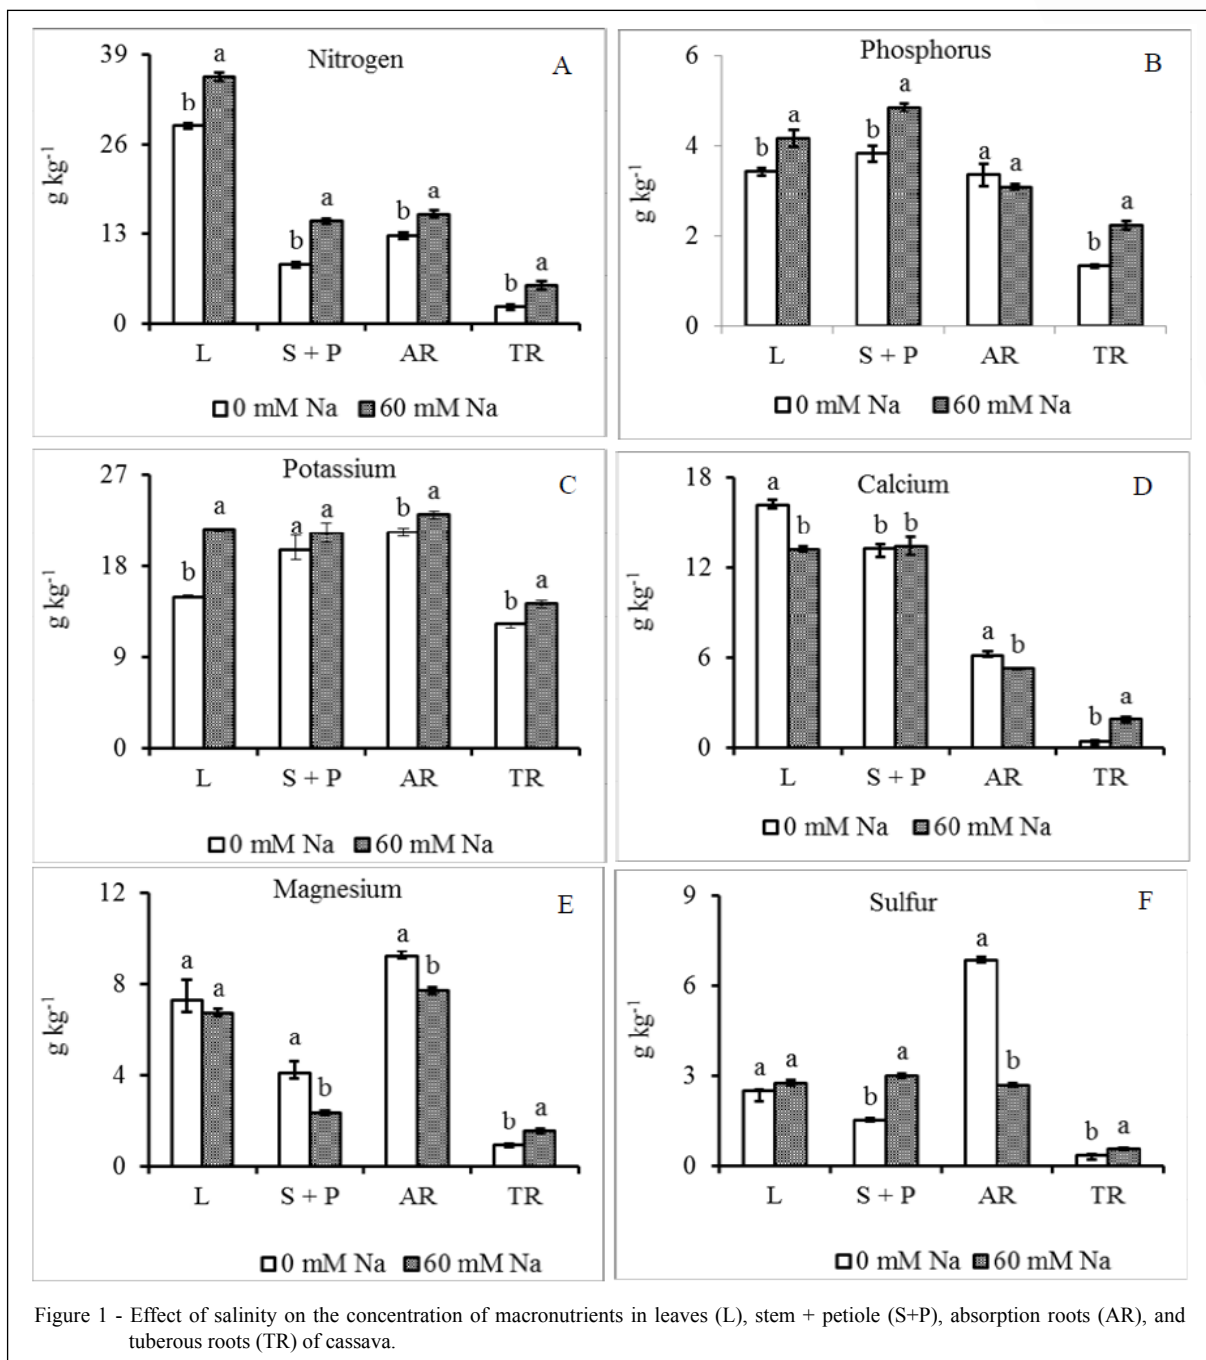 Nitrogen A
39
26
13
0
g kg-1
b a b a b a b a
L S + P AR TR
0 mM Na 60 mM Na
Phosphorus B
6
4
2
0
g kg-1
b a b a a a b a
L S + P AR TR
0 mM Na 60 mM Na
Potassium C
27
18
9
0
g kg-1
b a a a b a b a
L S + P AR TR
0 mM Na 60 mM Na
Calcium D
18
12
6
0
g kg-1
a b b b a b b a
L S + P AR TR
0 mM Na 60 mM Na
Magnesium E
12
8
4
0
g kg-1
a a a b a b b a
L S + P AR TR
0 mM Na 60 mM Na
Sulfur F
9
6
3
0
g kg-1
a a b a a b b a
L S + P AR TR
0 mM Na 60 mM Na
Figure 1 - Effect of salinity on the concentration of macronutrients in leaves (L), stem + petiole (S+P), absorption roots (AR), and
tuberous roots (TR) of cassava.